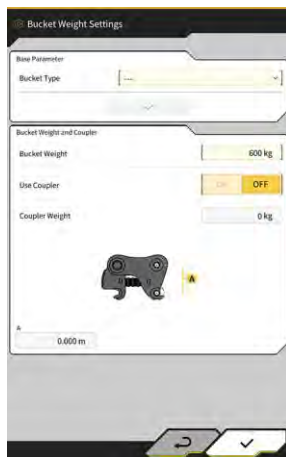 Bucket Weight Settings
Base Parameter
Bucket Type [---
Bucket Weight and Coupler
Bucket Weight [ 600 kg ]
Use Coupler ON OFF
Coupler Weight 0 kg
A
A
0.000 m